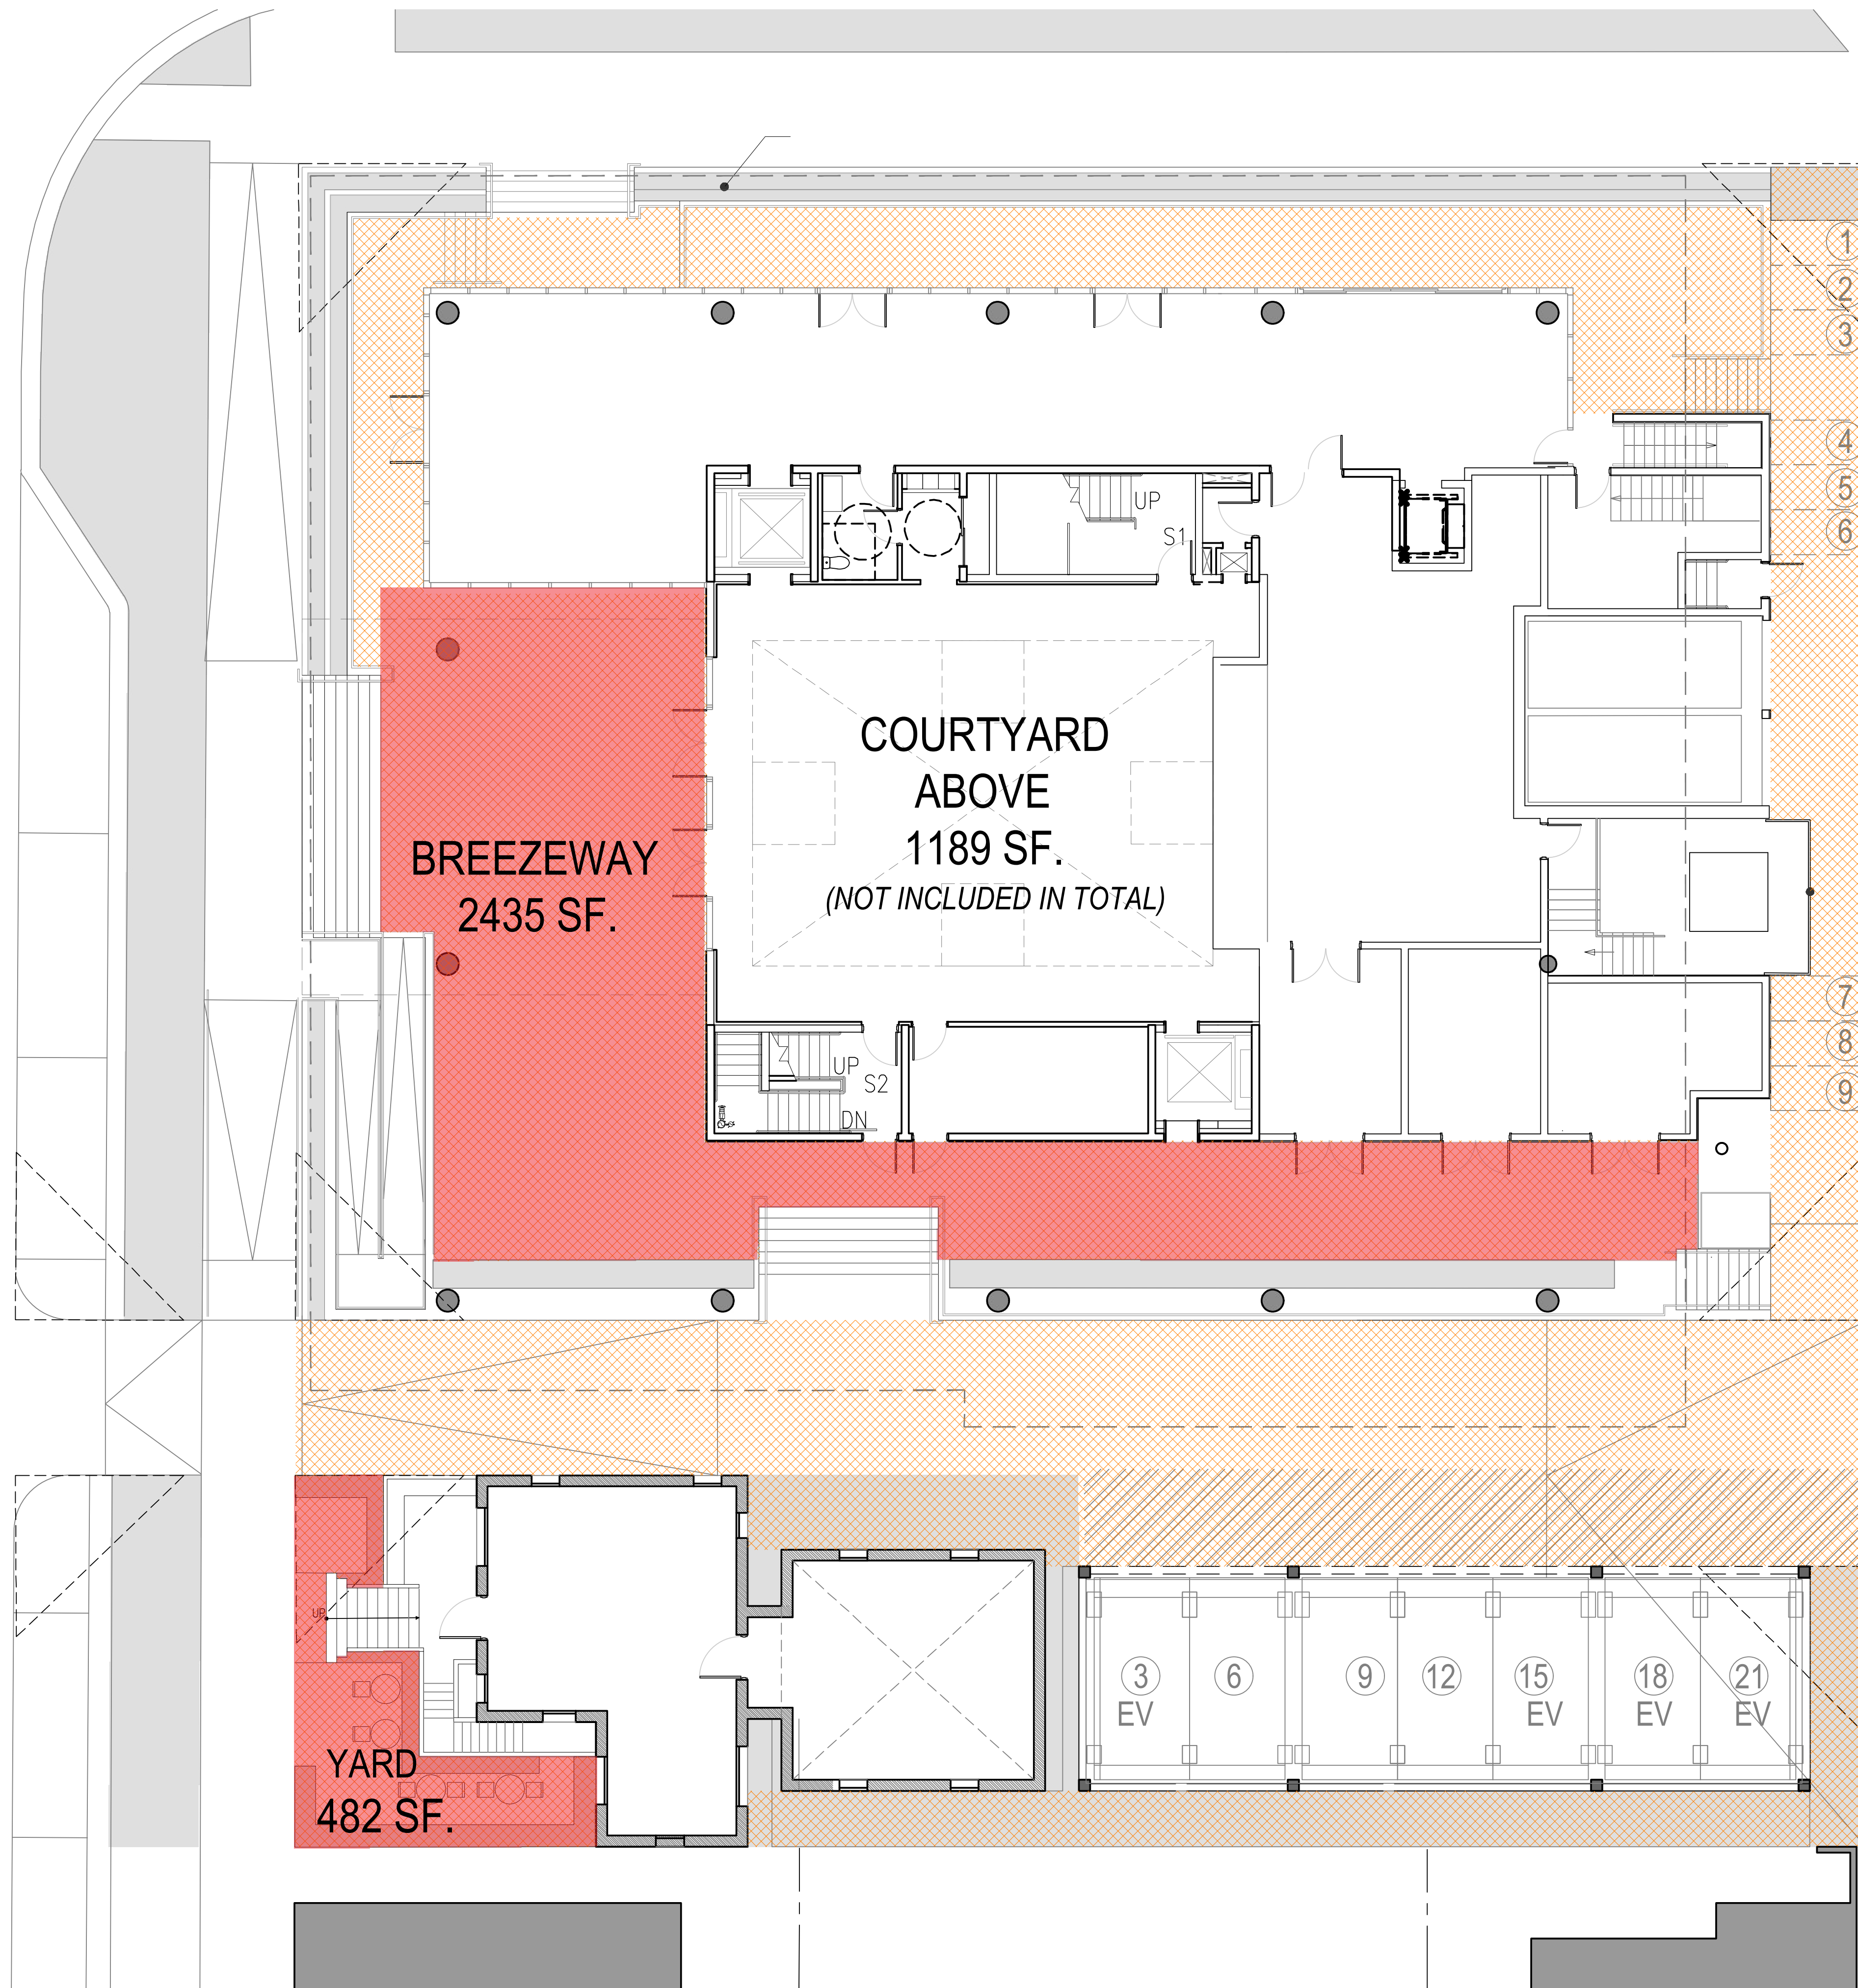 1
2
3
4
5
6
UP
S1
COURTYARD
ABOVE
1189 SF.
(NOT INCLUDED IN TOTAL)
BREEZEWAY
2435 SF.
7
8
9
UP
S2
DN
UP
3
EV
6
9
12
15
EV
18
EV
21
EV
YARD
482 SF.